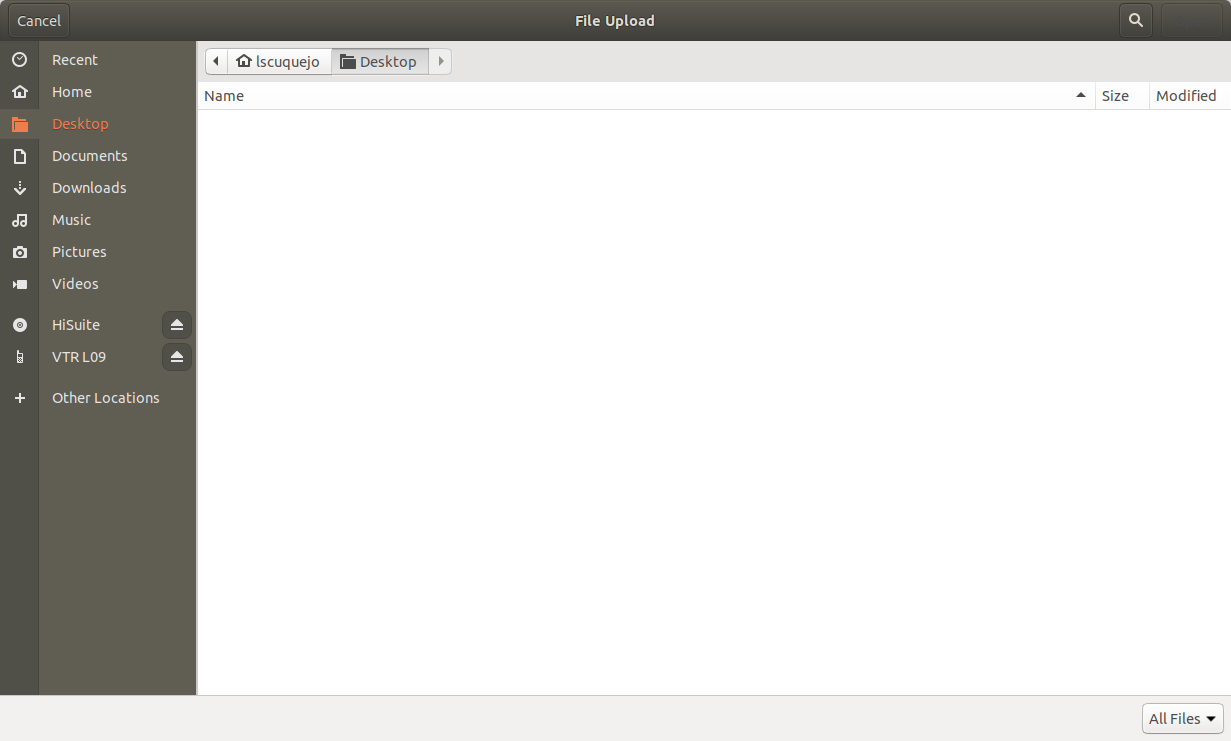 Cancel
File Upload
Recent
Home
Desktop
Documents
Downloads
Music
Pictures
Videos
HiSuite
VTR L09
Other Locations
lscuquejo
Desktop
Name
Size
Modified
All Files